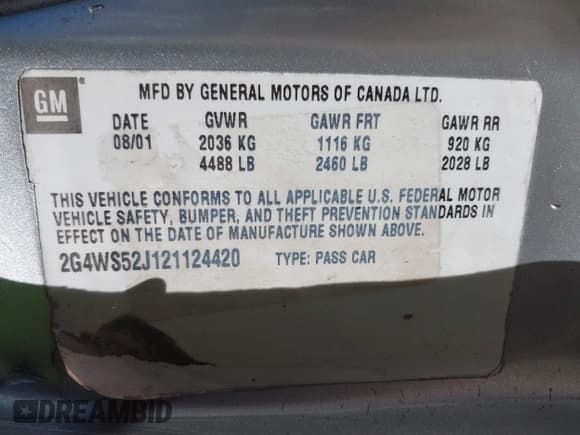 GM®
MFD BY GENERAL MOTORS OF CANADA LTD.
DATE GVWR GAWR FRT GAWR RR
08/01 2036 KG 1116 KG 920 KG
4488 LB 2460 LB 2028 LB
THIS VEHICLE CONFORMS TO ALL APPLICABLE U.S. FEDERAL MOTOR
VEHICLE SAFETY, BUMPER, AND THEFT PREVENTION STANDARDS IN
EFFECT ON THE DATE OF MANUFACTURE SHOWN ABOVE.
2G4WS52J121124420 TYPE: PASS CAR
DREAMBID